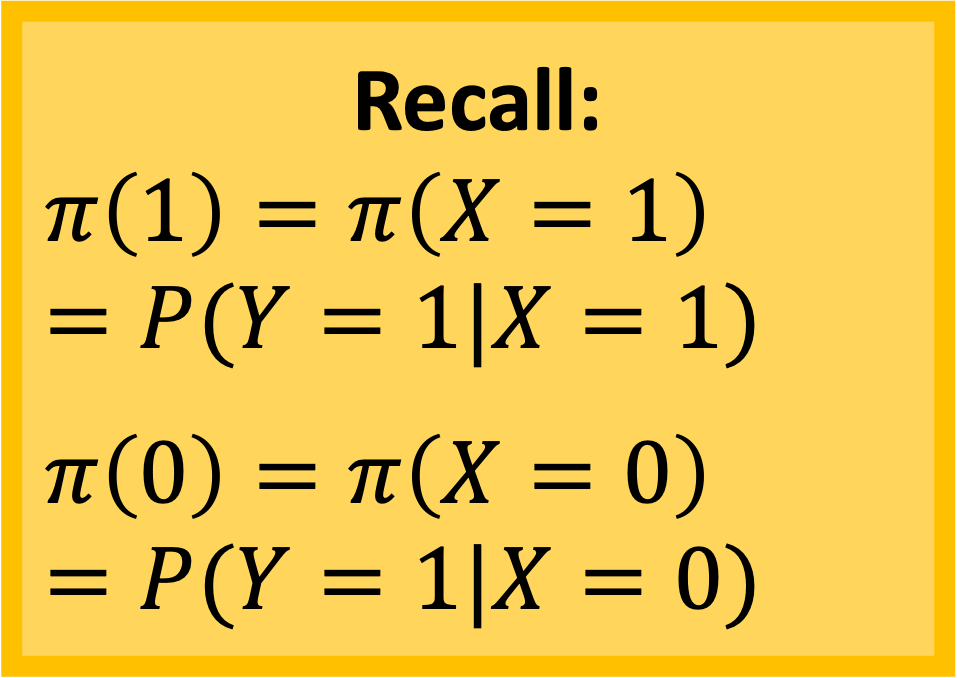 Recall:
𝜋(1) = 𝜋(𝑋 = 1)
= 𝑃(𝑌 = 1|𝑋 = 1)
𝜋(0) = 𝜋(𝑋 = 0)
= 𝑃(𝑌 = 1|𝑋 = 0)